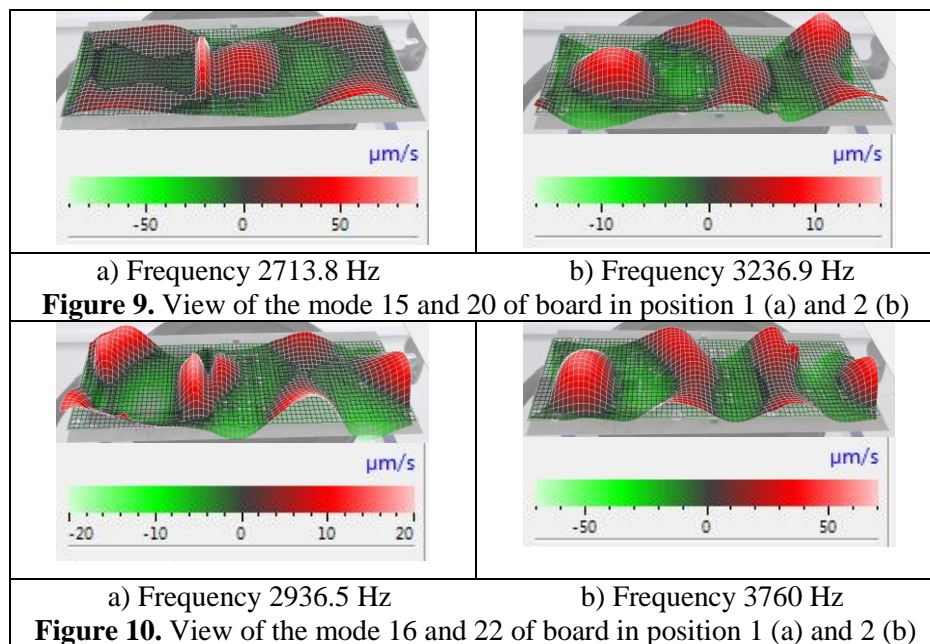 µm/s
µm/s
-50 0 50
-10 0 10
a) Frequency 2713.8 Hz
b) Frequency 3236.9 Hz
Figure 9. View of the mode 15 and 20 of board in position 1 (a) and 2 (b)
µm/s
µm/s
-20 -10 0 10 20
-50 0 50
a) Frequency 2936.5 Hz
b) Frequency 3760 Hz
Figure 10. View of the mode 16 and 22 of board in position 1 (a) and 2 (b)